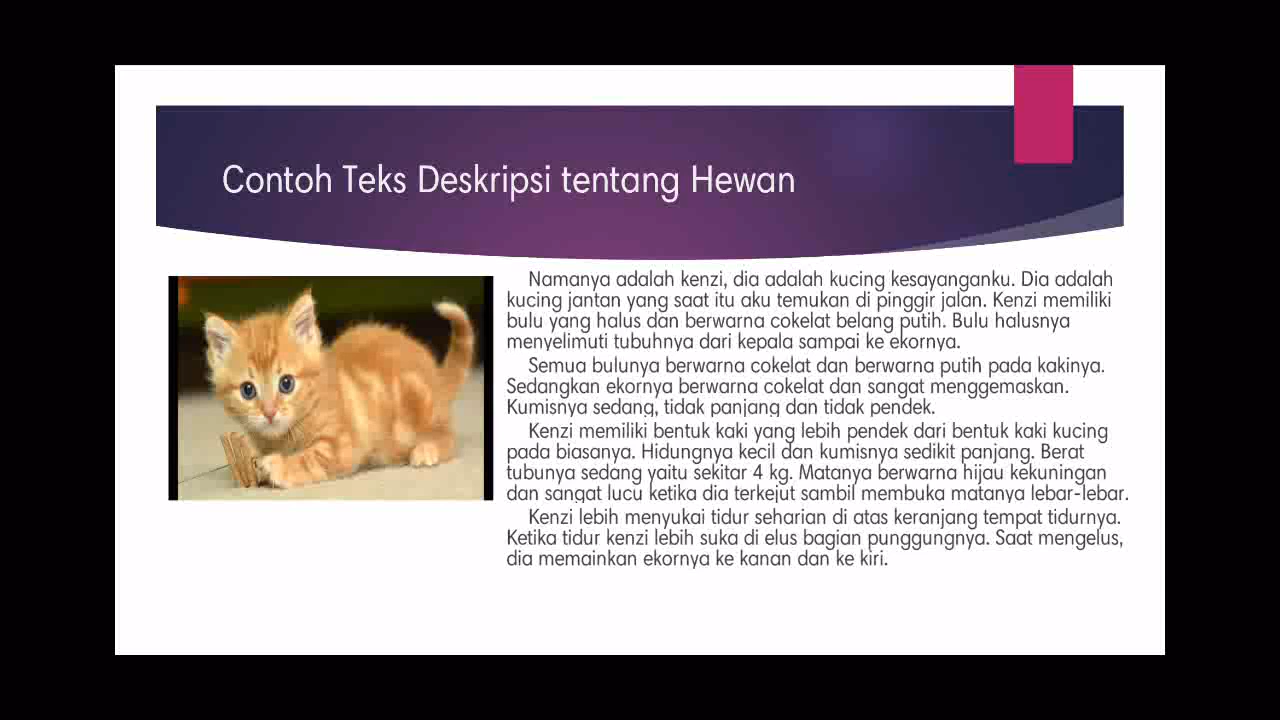 Contoh Teks Deskripsi tentang Hewan
Namanya adalah kenzi, dia adalah kucing kesayanganku. Dia adalah
kucing jantan yang saat itu aku temukan di pinggir jalan. Kenzi memiliki
bulu yang halus dan berwarna cokelat belang putih. Bulu halusnya
menyelimuti tubuhnya dari kepala sampai ke ekornya.
Semua bulunya berwarna cokelat dan berwarna putih pada kakinya.
Sedangkan ekornya berwarna cokelat dan sangat menggemaskan.
Kumisnya sedang, tidak panjang dan tidak pendek.
Kenzi memiliki bentuk kaki yang lebih pendek dari bentuk kaki kucing
pada biasanya. Hidungnya kecil dan kumisnya sedikit panjang. Berat
tubunya sedang yaitu sekitar 4 kg. Matanya berwarna hijau kekuningan
dan sangat lucu ketika dia terkejut sambil membuka matanya lebar-lebar.
Kenzi lebih menyukai tidur seharian di atas keranjang tempat tidurnya.
Ketika tidur kenzi lebih suka di elus bagian punggungnya. Saat mengelus,
dia memainkan ekornya ke kanan dan ke kiri.